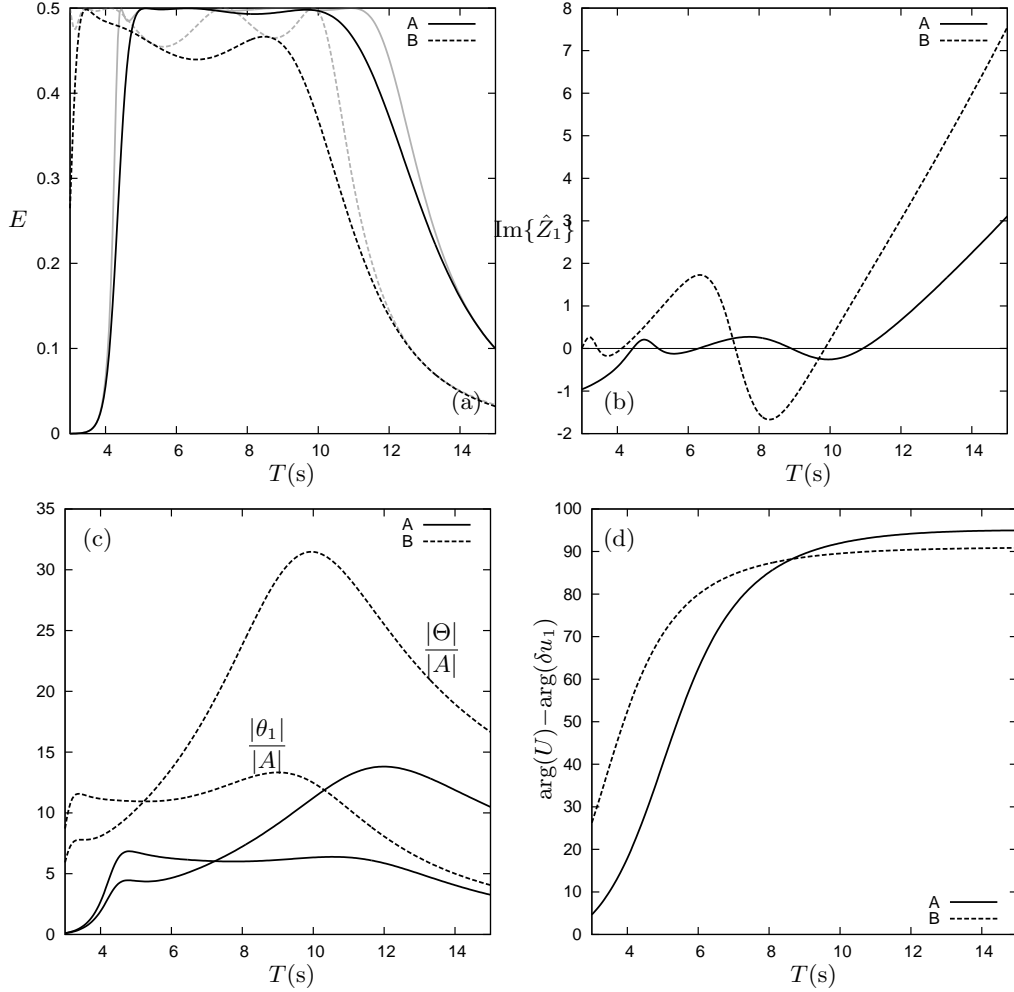 0.5
0.4
0.3
0.2
0.1
0
E
A
B
(a)
4 6 8 10 12 14
T(s)
8
7
6
5
4
3
2
1
0
-1
-2
Im{Ẑ₁}
A
B
(b)
4 6 8 10 12 14
T(s)
35
30
25
20
15
10
5
0
(c)
A
B
|Θ|
|A|
|θ₁|
|A|
4 6 8 10 12 14
T(s)
100
90
80
70
60
50
40
30
20
10
0
arg(U)−arg(δu₁)
(d)
A
B
4 6 8 10 12 14
T(s)